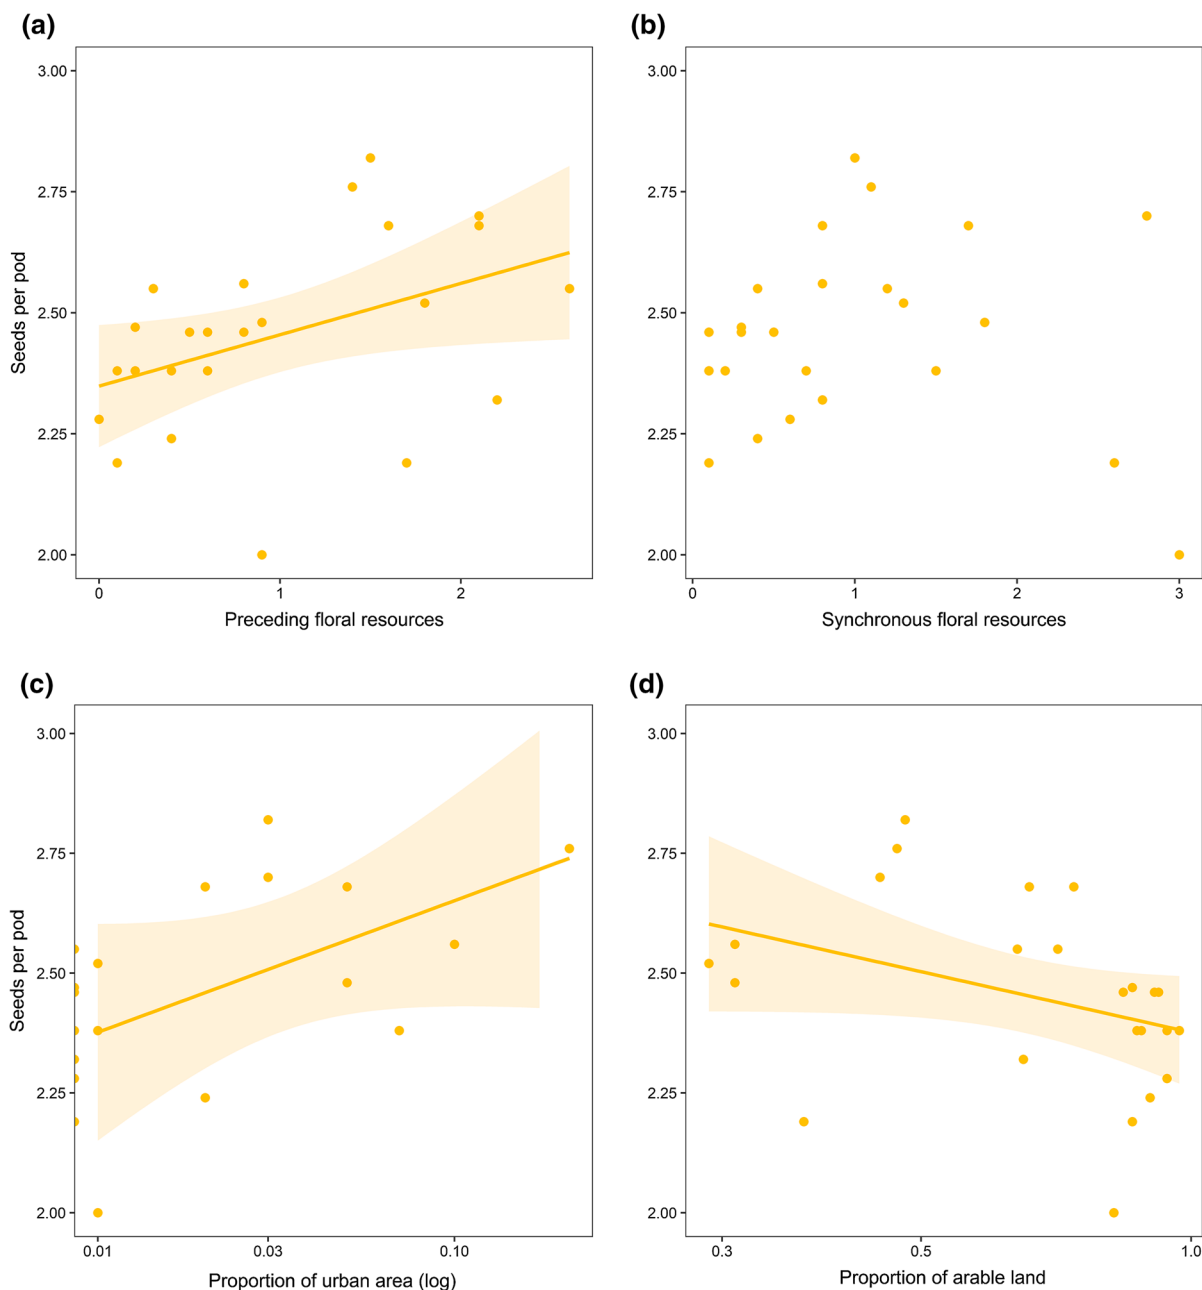 (a)
(b)
3.00
2.75
2.50
2.25
2.00
Seeds per pod
0 1 2
Preceding floral resources
3.00
2.75
2.50
2.25
2.00
0 1 2 3
Synchronous floral resources
(c)
(d)
3.00
2.75
2.50
2.25
2.00
Seeds per pod
0.01 0.03 0.10
Proportion of urban area (log)
3.00
2.75
2.50
2.25
2.00
0.3 0.5 1.0
Proportion of arable land